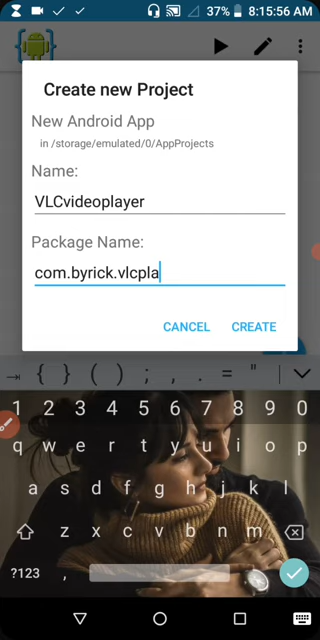 37% 8:15:56 AM
Create new Project
New Android App
in /storage/emulated/0/AppProjects
Name:
VLCvideoplayer
Package Name:
com.byrick.vlcpla
CANCEL CREATE
→ { } ( ) ; , . = " |
1 2 3 4 5 6 7 8 9 0
q w e r t y u i o p
a s d f g h j k l
z x c v b n m
?123 , .